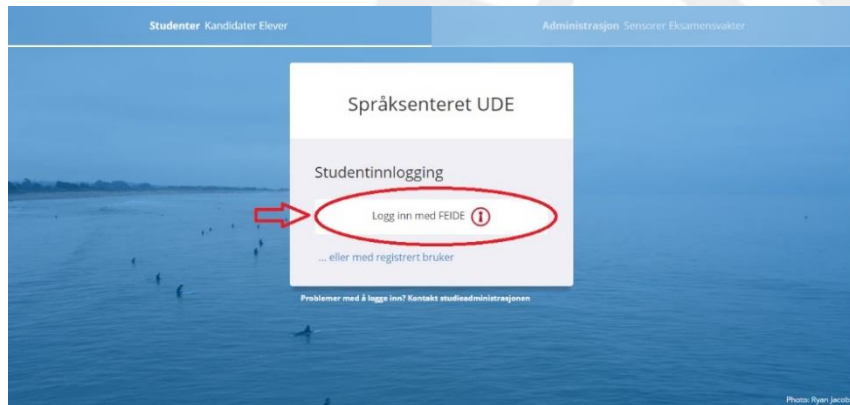 Studenter Kandidater Elever
Administrasjon Sensorer Eksamensvakter
Språksenteret UDE
Studentinnlogging
Logg inn med FEIDE
... eller med registrert bruker
Problemer med å logge inn? Kontakt studieadministrasjonen
Photo: Ryan Jacob